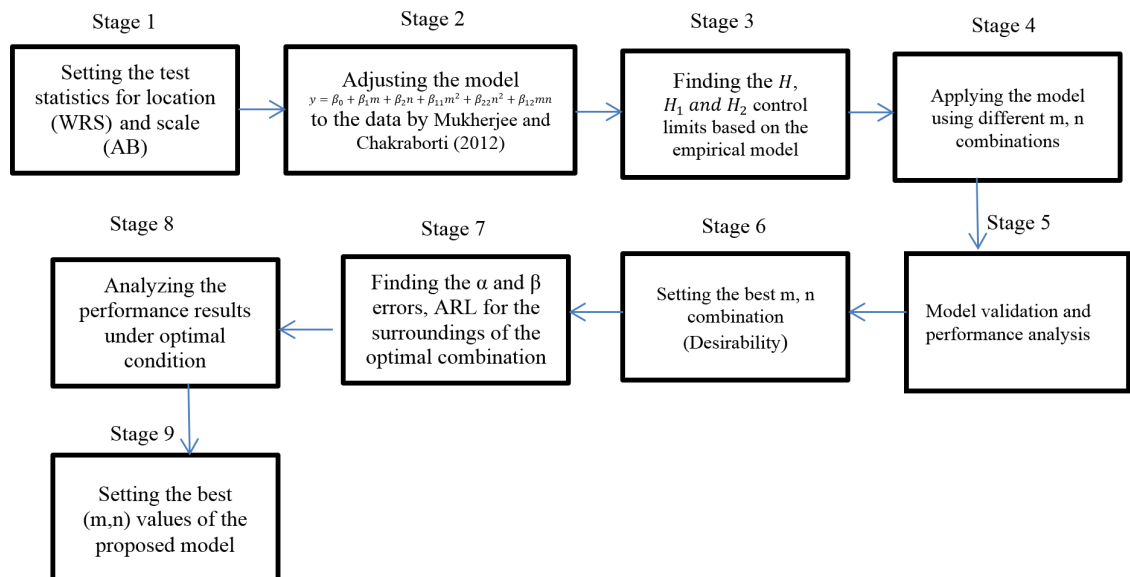 Stage 1
Setting the test
statistics for location
(WRS) and scale
(AB)
Stage 2
Adjusting the model
y = β₀ + β₁m + β₂n + β₁₁m² + β₂₂n² + β₁₂mn
to the data by Mukherjee and
Chakraborti (2012)
Stage 3
Finding the H,
H₁ and H₂ control
limits based on the
empirical model
Stage 4
Applying the model
using different m, n
combinations
Stage 5
Model validation and
performance analysis
Stage 6
Setting the best m, n
combination
(Desirability)
Stage 7
Finding the α and β
errors, ARL for the
surroundings of the
optimal combination
Stage 8
Analyzing the
performance results
under optimal
condition
Stage 9
Setting the best
(m,n) values of the
proposed model